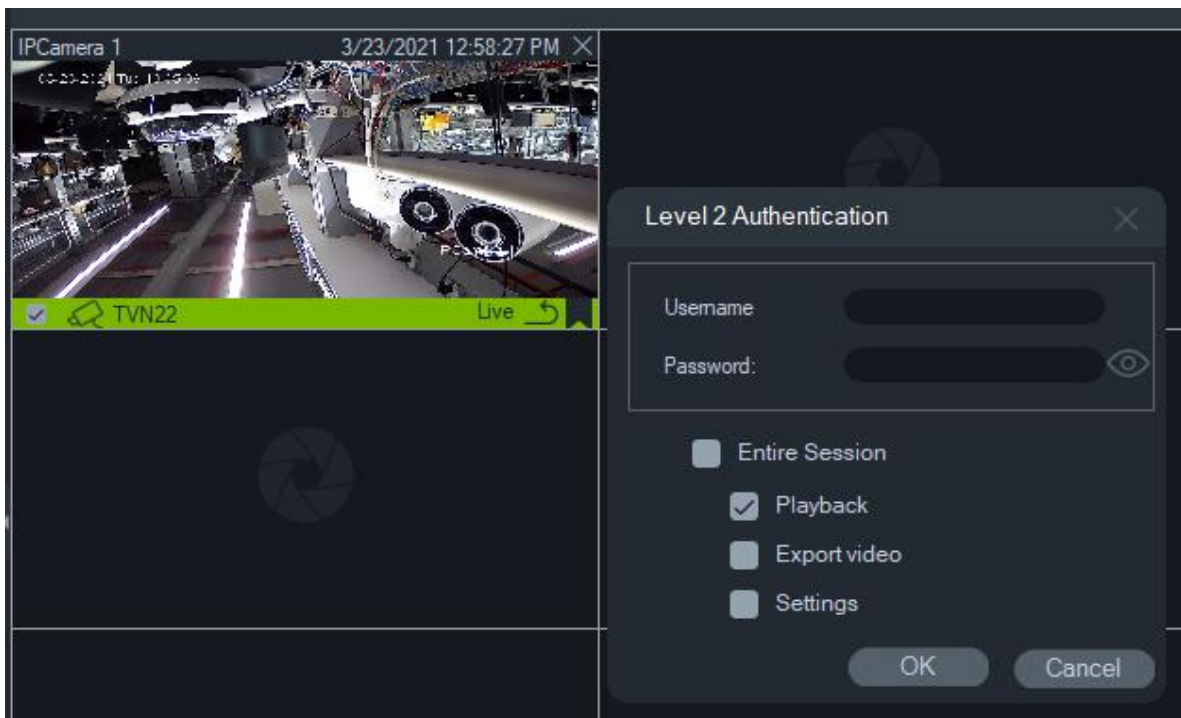 IPCamera 1 3/23/2021 12:58:27 PM
TVN22 Live
Level 2 Authentication
Username
Password:
Entire Session
Playback
Export video
Settings
OK Cancel